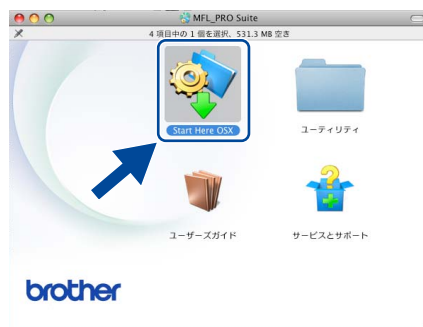 MFL_PRO Suite
4 項目中の 1 個を選択、531.3 MB 空き
Start Here OSX
ユーティリティ
ユーザーズガイド
サービスとサポート
brother